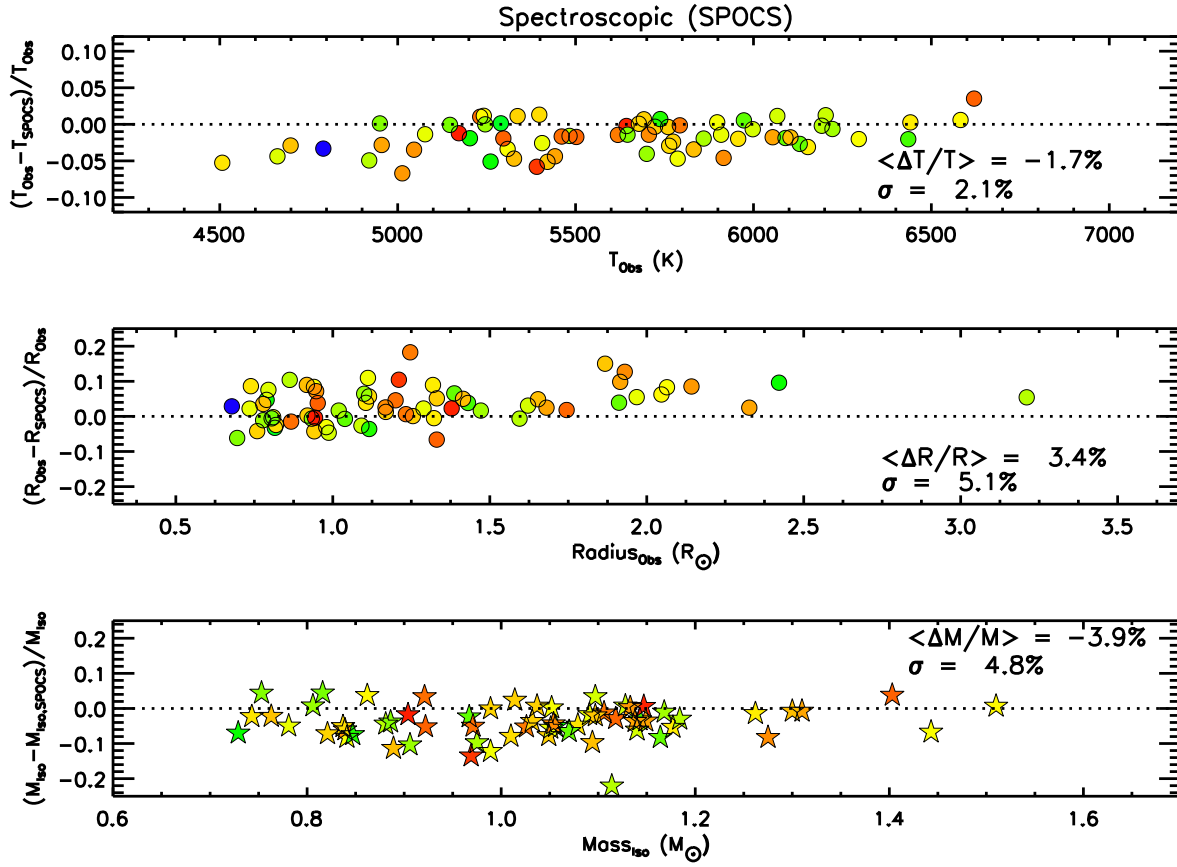 Spectroscopic (SPOCS)
(T_Obs − T_SPOCS)/T_Obs
0.10
0.05
0.00
−0.05
−0.10
<ΔT/T> = −1.7%
σ = 2.1%
4500 5000 5500 6000 6500 7000
T_Obs (K)
(R_Obs − R_SPOCS)/R_Obs
0.2
0.1
0.0
−0.1
−0.2
<ΔR/R> = 3.4%
σ = 5.1%
0.5 1.0 1.5 2.0 2.5 3.0 3.5
Radius_Obs (R_⊙)
(M_Iso − M_Iso,SPOCS)/M_Iso
0.2
0.1
0.0
−0.1
−0.2
<ΔM/M> = −3.9%
σ = 4.8%
0.6 0.8 1.0 1.2 1.4 1.6
Mass_Iso (M_⊙)